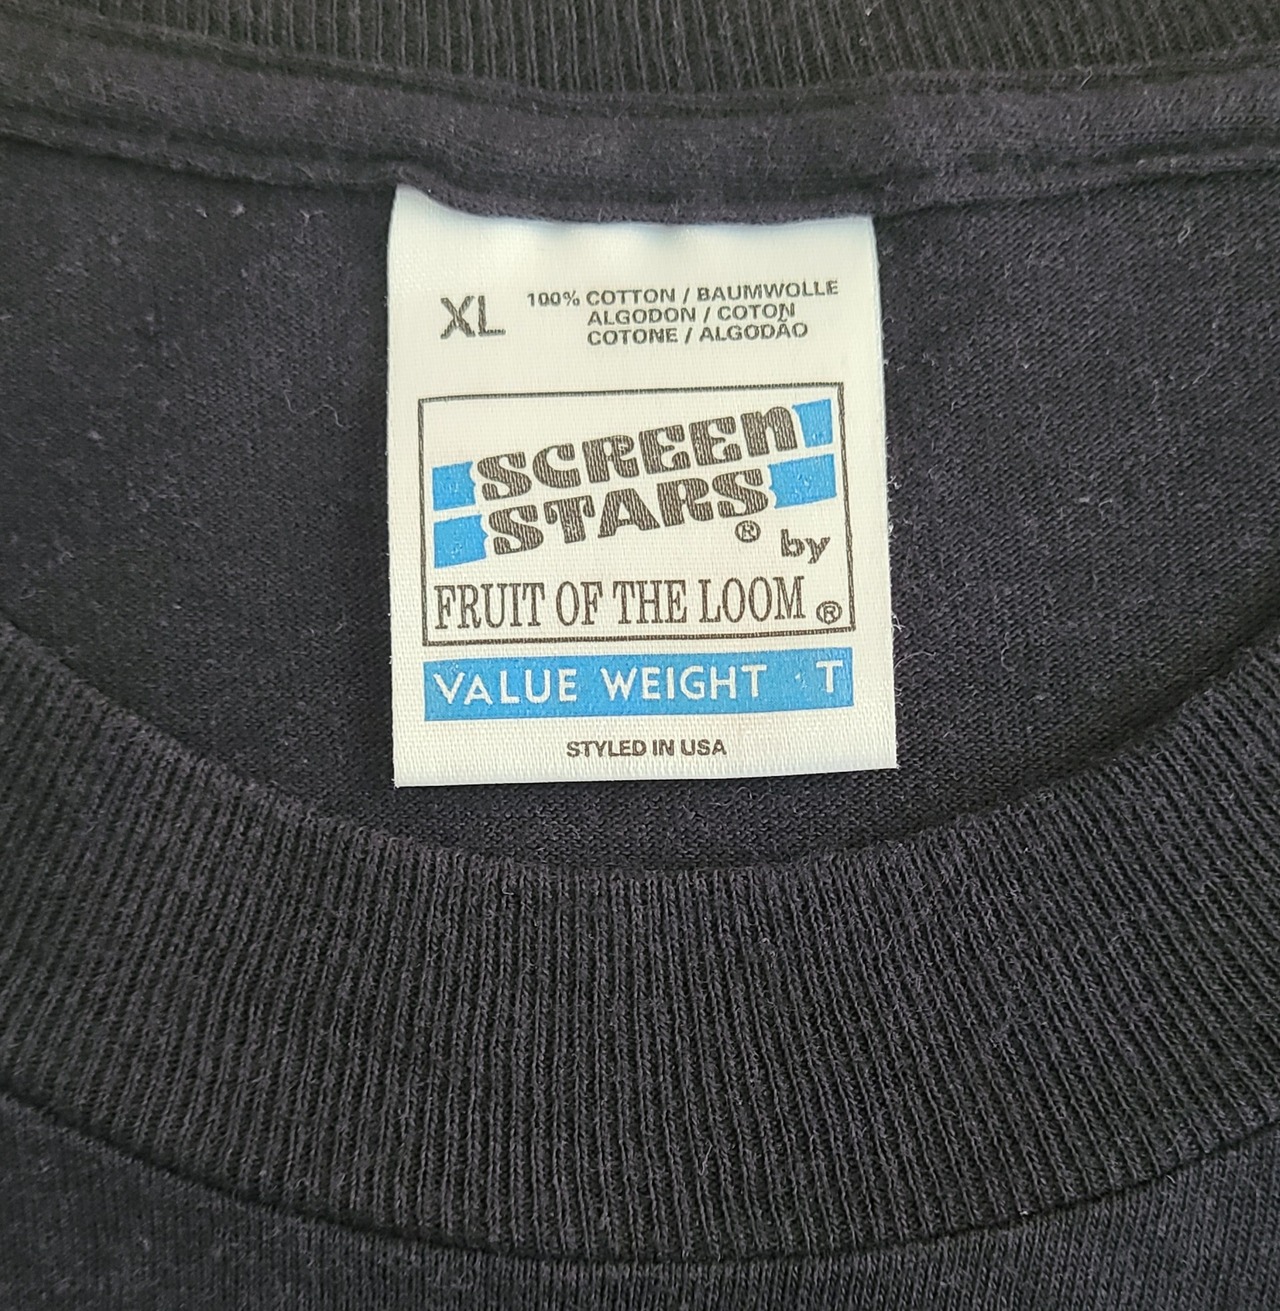 XL
100% COTTON / BAUMWOLLE
ALGODON / COTON
COTONE / ALGODÃO
SCREEN
STARS® by
FRUIT OF THE LOOM®
VALUE WEIGHT T
STYLED IN USA